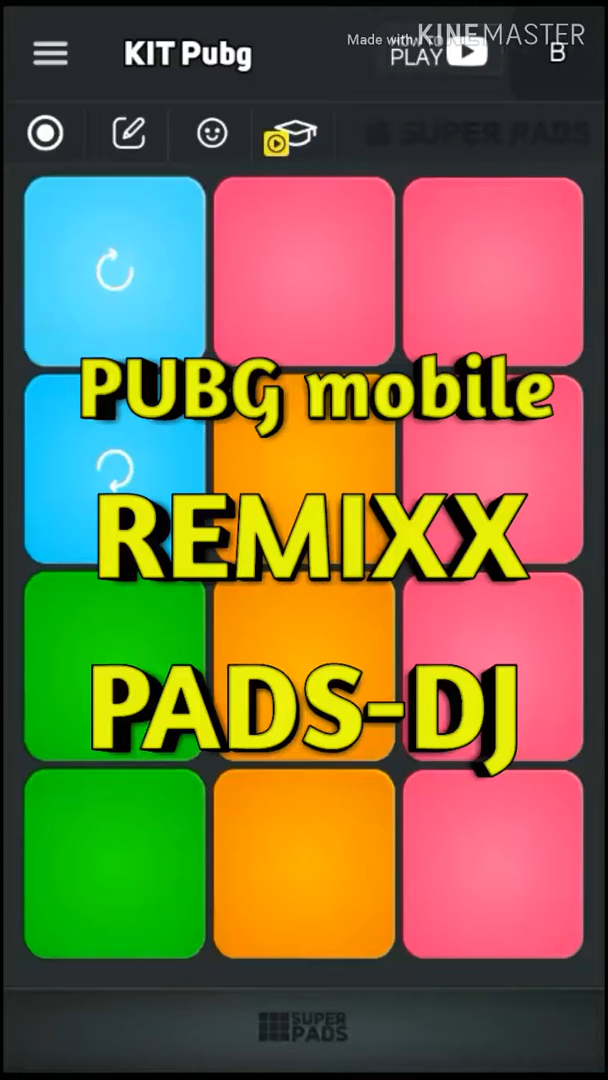 Made with KINEMASTER
KIT Pubg
PLAY
B
SUPER PADS
PUBG mobile
REMIXX
PADS-DJ
SUPER
PADS